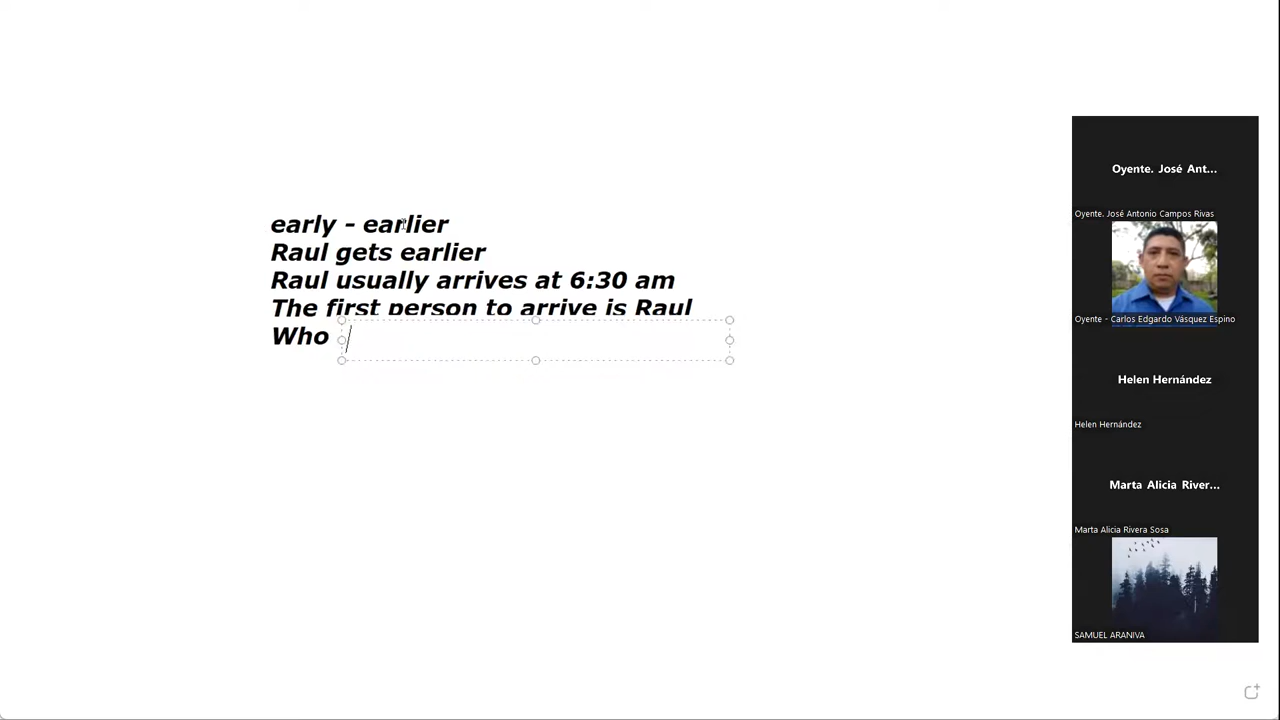 early - earlier
Raul gets earlier
Raul usually arrives at 6:30 am
The first person to arrive is Raul
Who
Oyente. José Ant...
Oyente. José Antonio Campos Rivas
Oyente - Carlos Edgardo Vásquez Espino
Helen Hernández
Helen Hernández
Marta Alicia River...
Marta Alicia Rivera Sosa
SAMUEL ARANIVA